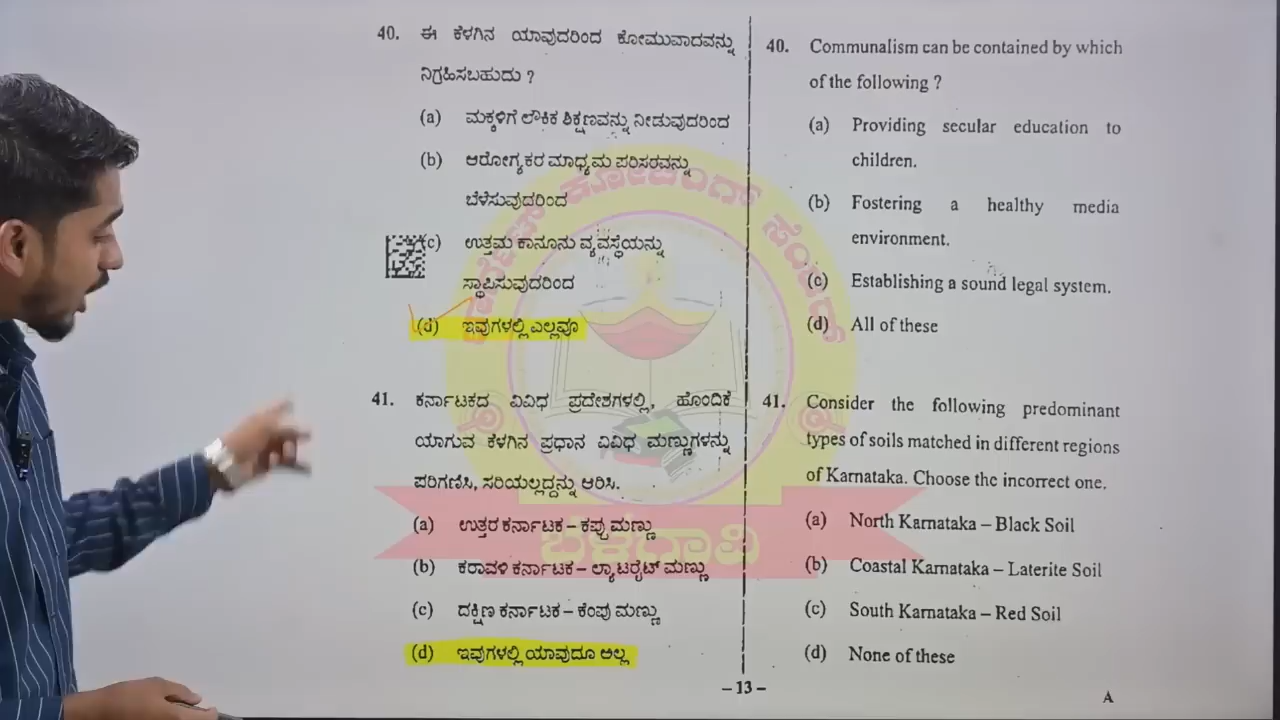 40. ಈ ಕೆಳಗಿನ ಯಾವುದರಿಂದ ಕೋಮುವಾದವನ್ನು
ನಿಗ್ರಹಿಸಬಹುದು ?
(a) ಮಕ್ಕಳಿಗೆ ಲೌಕಿಕ ಶಿಕ್ಷಣವನ್ನು ನೀಡುವುದರಿಂದ
(b) ಆರೋಗ್ಯಕರ ಮಾಧ್ಯಮ ಪರಿಸರವನ್ನು
ಬೆಳೆಸುವುದರಿಂದ
(c) ಉತ್ತಮ ಕಾನೂನು ವ್ಯವಸ್ಥೆಯನ್ನು
ಸ್ಥಾಪಿಸುವುದರಿಂದ
(d) ಇವುಗಳಲ್ಲಿ ಎಲ್ಲವೂ
41. ಕರ್ನಾಟಕದ ವಿವಿಧ ಪ್ರದೇಶಗಳಲ್ಲಿ, ಹೊಂದಿಕೆ
ಯಾಗುವ ಕೆಳಗಿನ ಪ್ರಧಾನ ವಿವಿಧ ಮಣ್ಣುಗಳನ್ನು
ಪರಿಗಣಿಸಿ, ಸರಿಯಲ್ಲದ್ದನ್ನು ಆರಿಸಿ.
(a) ಉತ್ತರ ಕರ್ನಾಟಕ – ಕಪ್ಪು ಮಣ್ಣು
(b) ಕರಾವಳಿ ಕರ್ನಾಟಕ – ಲ್ಯಾಟರೈಟ್ ಮಣ್ಣು
(c) ದಕ್ಷಿಣ ಕರ್ನಾಟಕ – ಕೆಂಪು ಮಣ್ಣು
(d) ಇವುಗಳಲ್ಲಿ ಯಾವುದೂ ಅಲ್ಲ
40. Communalism can be contained by which
of the following ?
(a) Providing secular education to
children.
(b) Fostering a healthy media
environment.
(c) Establishing a sound legal system.
(d) All of these
41. Consider the following predominant
types of soils matched in different regions
of Karnataka. Choose the incorrect one.
(a) North Karnataka – Black Soil
(b) Coastal Karnataka – Laterite Soil
(c) South Karnataka – Red Soil
(d) None of these
– 13 –
A
ಕೋಚಿಂಗ್ ಸೆಂಟರ್
ಬೆಳಗಾವಿ